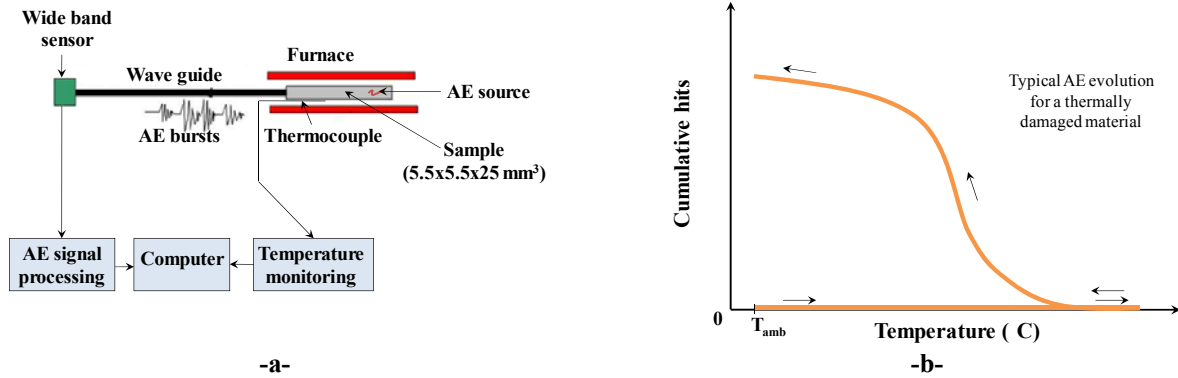 Wide band
sensor
Furnace
Wave guide
AE source
AE bursts
Thermocouple
Sample
(5.5x5.5x25 mm³)
AE signal
processing
Computer
Temperature
monitoring
-a-
Cumulative hits
Typical AE evolution
for a thermally
damaged material
0
Tamb
Temperature ( C)
-b-